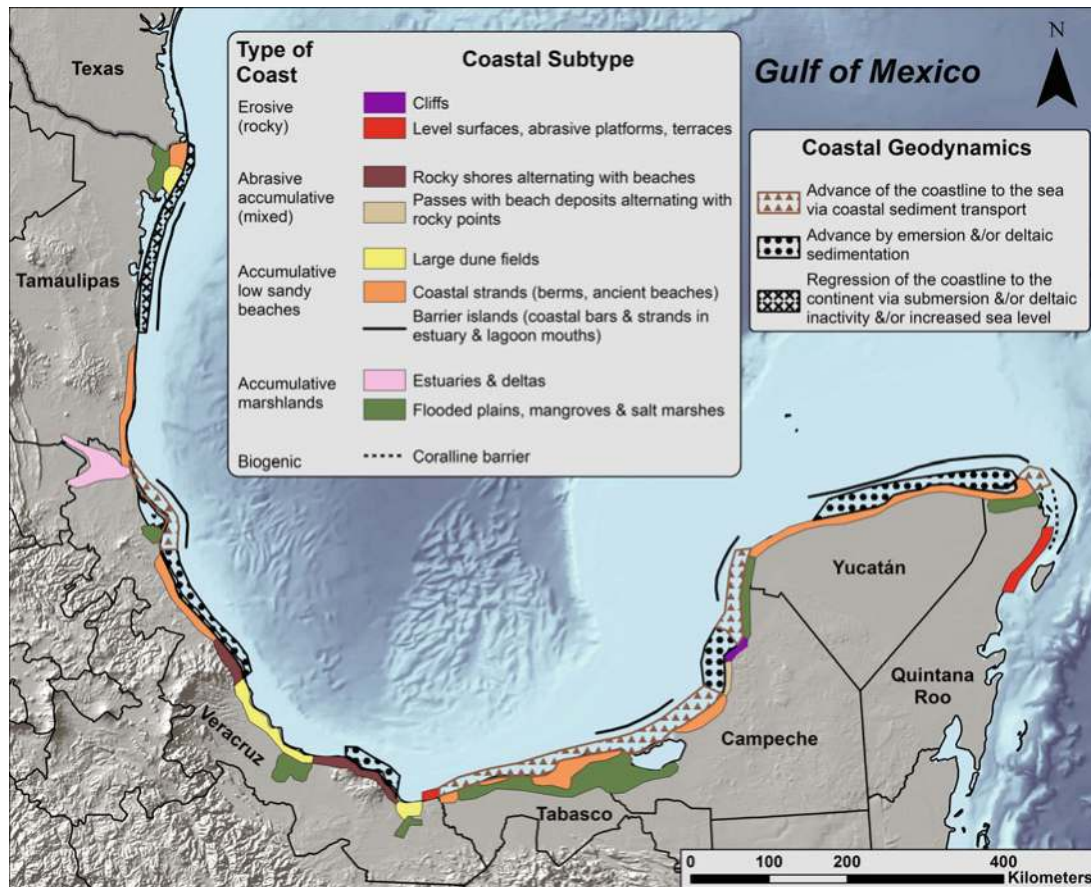 Texas
Type of
Coast
Coastal Subtype
Erosive
(rocky)
Cliffs
Level surfaces, abrasive platforms, terraces
Abrasive
accumulative
(mixed)
Rocky shores alternating with beaches
Passes with beach deposits alternating with
rocky points
Accumulative
low sandy
beaches
Large dune fields
Coastal strands (berms, ancient beaches)
Barrier islands (coastal bars & strands in
estuary & lagoon mouths)
Accumulative
marshlands
Estuaries & deltas
Flooded plains, mangroves & salt marshes
Biogenic
Coralline barrier
Gulf of Mexico
N
Coastal Geodynamics
Advance of the coastline to the sea
via coastal sediment transport
Advance by emersion &/or deltaic
sedimentation
Regression of the coastline to the
continent via submersion &/or deltaic
inactivity &/or increased sea level
Tamaulipas
Yucatán
Quintana
Roo
Veracruz
Campeche
Tabasco
0 100 200 400
Kilometers